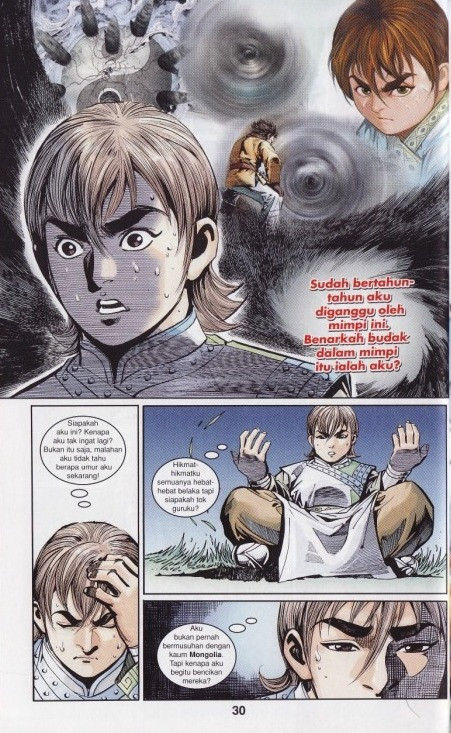 Sudah bertahun-
tahun aku
diganggu oleh
mimpi ini.
Benarkah budak
dalam mimpi
itu ialah aku?
Siapakah
aku ini? Kenapa
aku tak ingat lagi?
Bukan itu saja, malahan
aku tidak tahu
berapa umur aku
sekarang!
Hikmat-
hikmatku
semuanya hebat-
hebat belaka tapi
siapakah tok
guruku?
Aku
bukan pernah
bermusuhan dengan
kaum Mongolia.
Tapi kenapa aku
begitu bencikan
mereka?
30